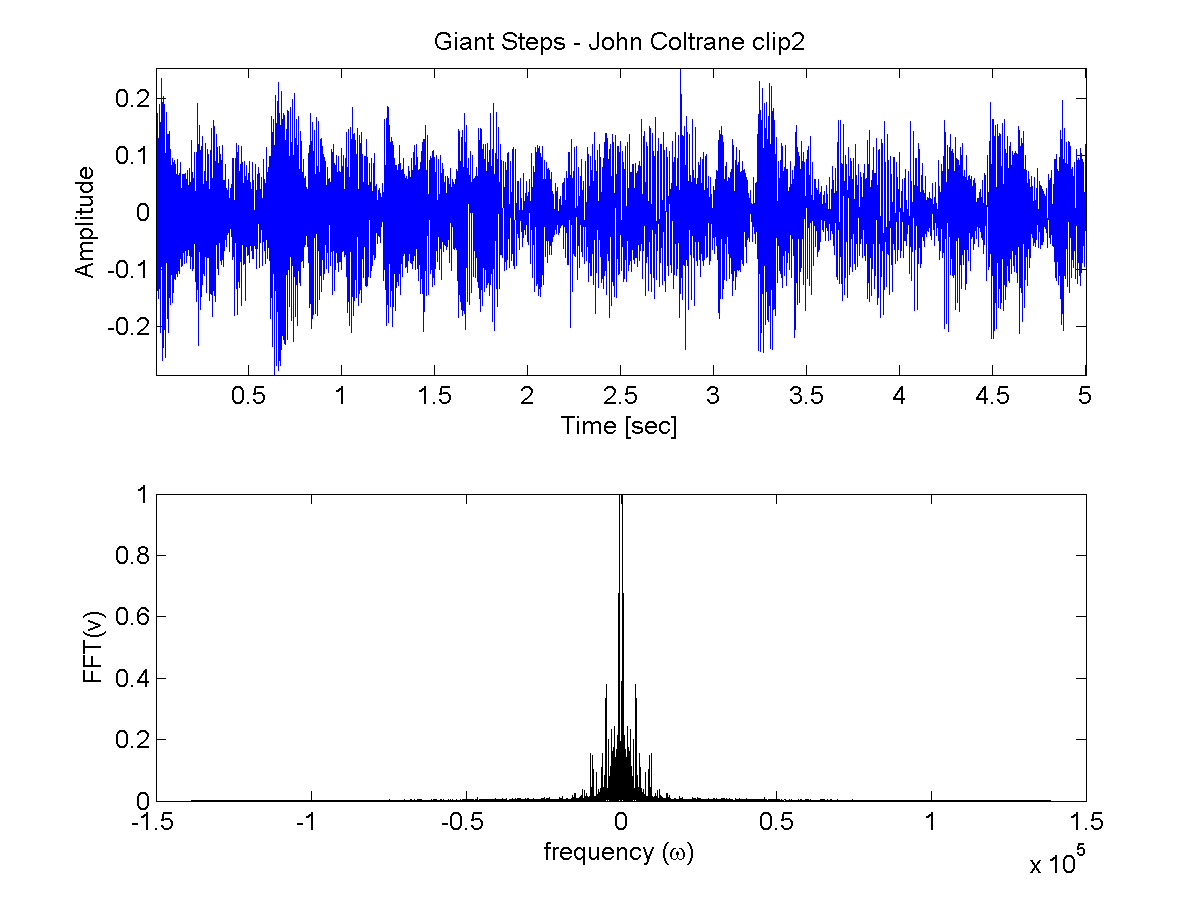 Giant Steps - John Coltrane clip2
0.2
0.1
0
-0.1
-0.2
Amplitude
0.5 1 1.5 2 2.5 3 3.5 4 4.5 5
Time [sec]
1
0.8
0.6
0.4
0.2
0
FFT(v)
-1.5 -1 -0.5 0 0.5 1 1.5
frequency (ω)
x 10⁵